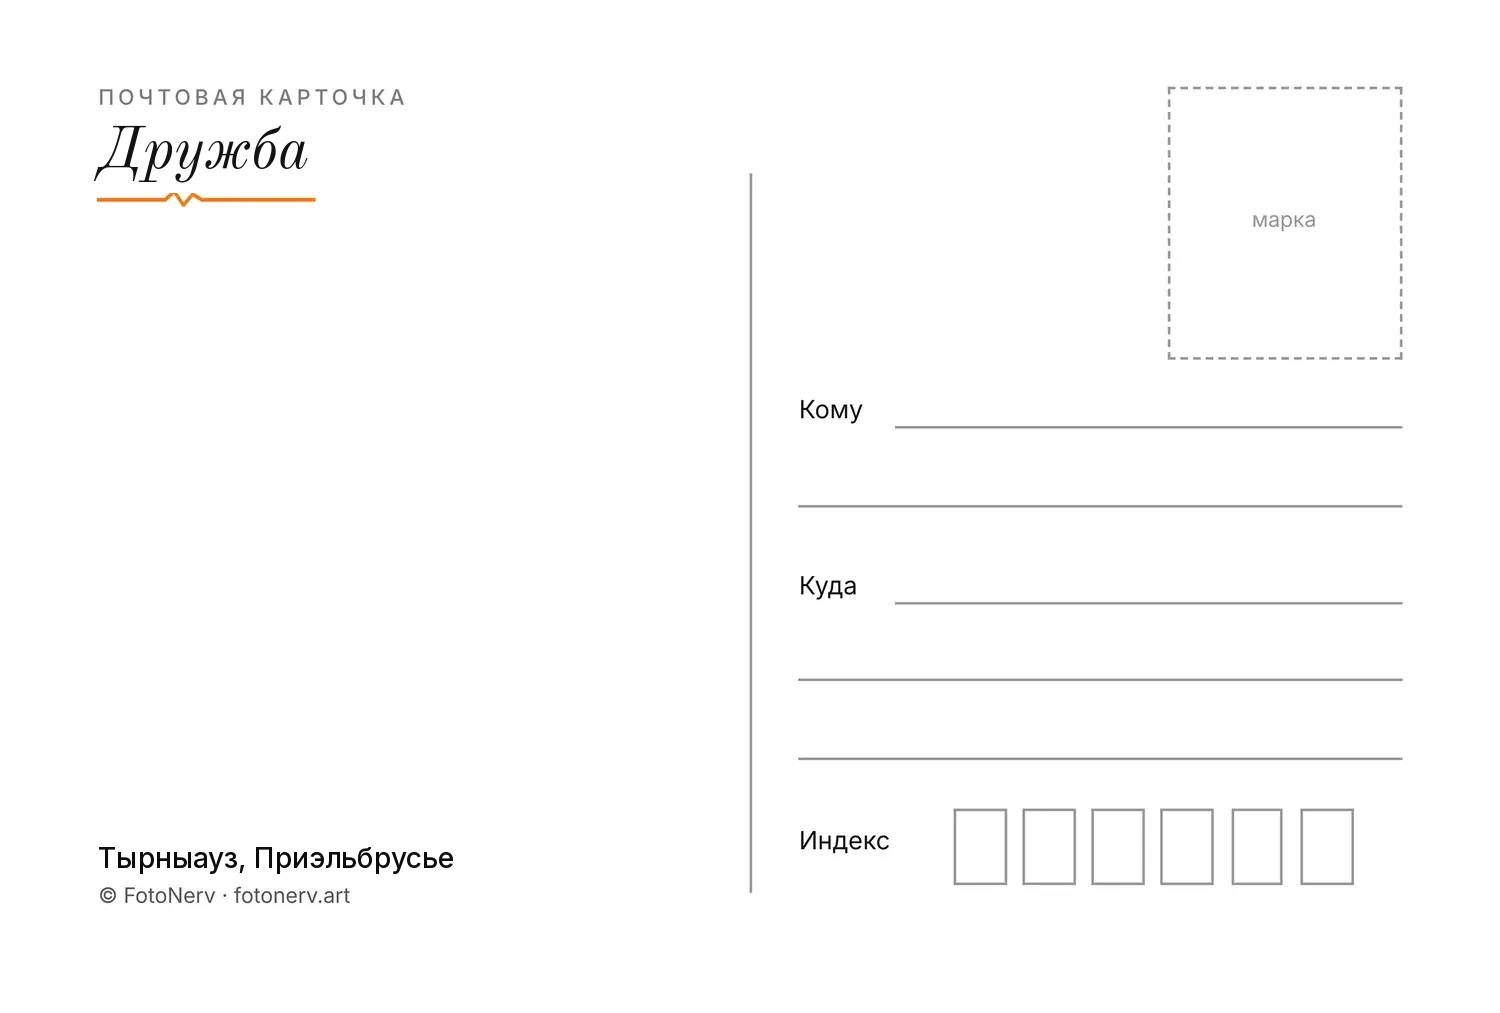 ПОЧТОВАЯ КАРТОЧКА
Дружба
марка
Кому
Куда
Индекс
Тырныауз, Приэльбрусье
© FotoNerv · fotonerv.art